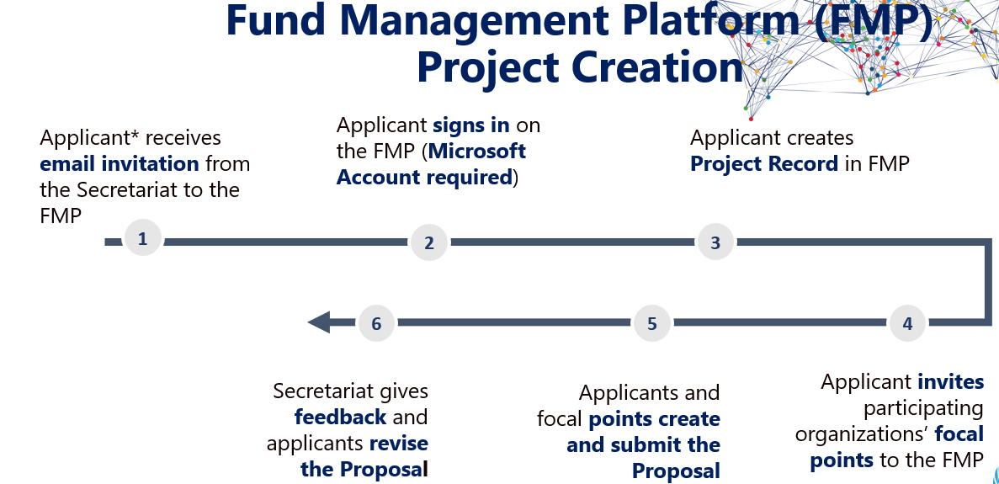 Fund Management Platform (FMP)
Project Creation
Applicant* receives
email invitation from
the Secretariat to the
FMP
Applicant signs in on
the FMP (Microsoft
Account required)
Applicant creates
Project Record in FMP
1
2
3
4
5
6
Applicant invites
participating
organizations’ focal
points to the FMP
Applicants and
focal points create
and submit the
Proposal
Secretariat gives
feedback and
applicants revise
the Proposal